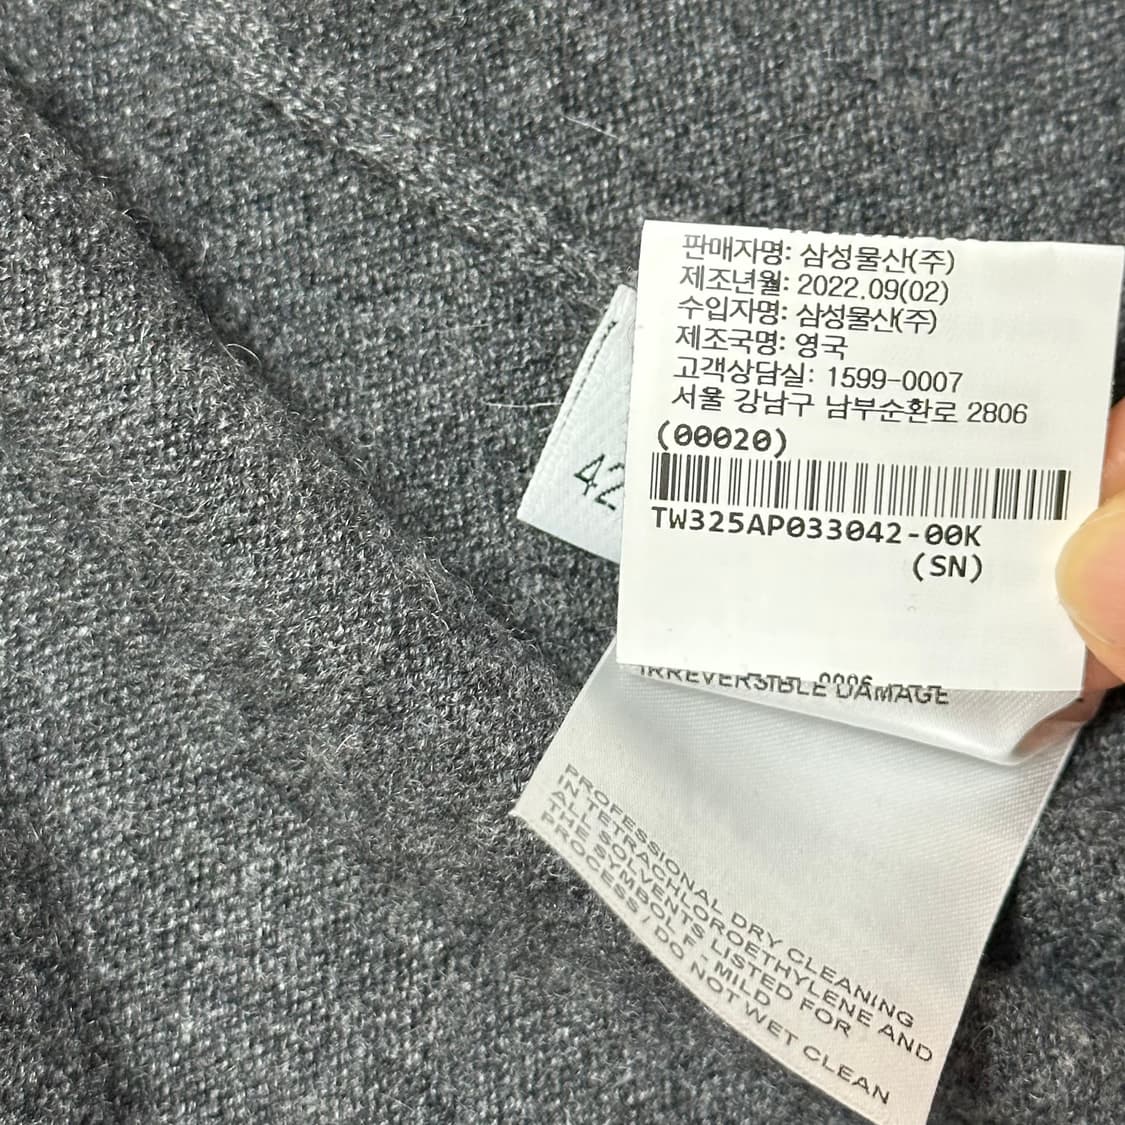 판매자명: 삼성물산(주)
제조년월: 2022.09(02)
수입자명: 삼성물산(주)
제조국명: 영국
고객상담실: 1599-0007
서울 강남구 남부순환로 2806
(00020)
TW325AP033042-00K
(SN)
42
IRREVERSIBLE DAMAGE
PROFESSIONAL DRY CLEANING
IN TETRACHLOROETHYLENE AND
ALL SOLVENTS LISTED FOR
THE SYMBOL F - MILD
PROCESS / DO NOT WET CLEAN